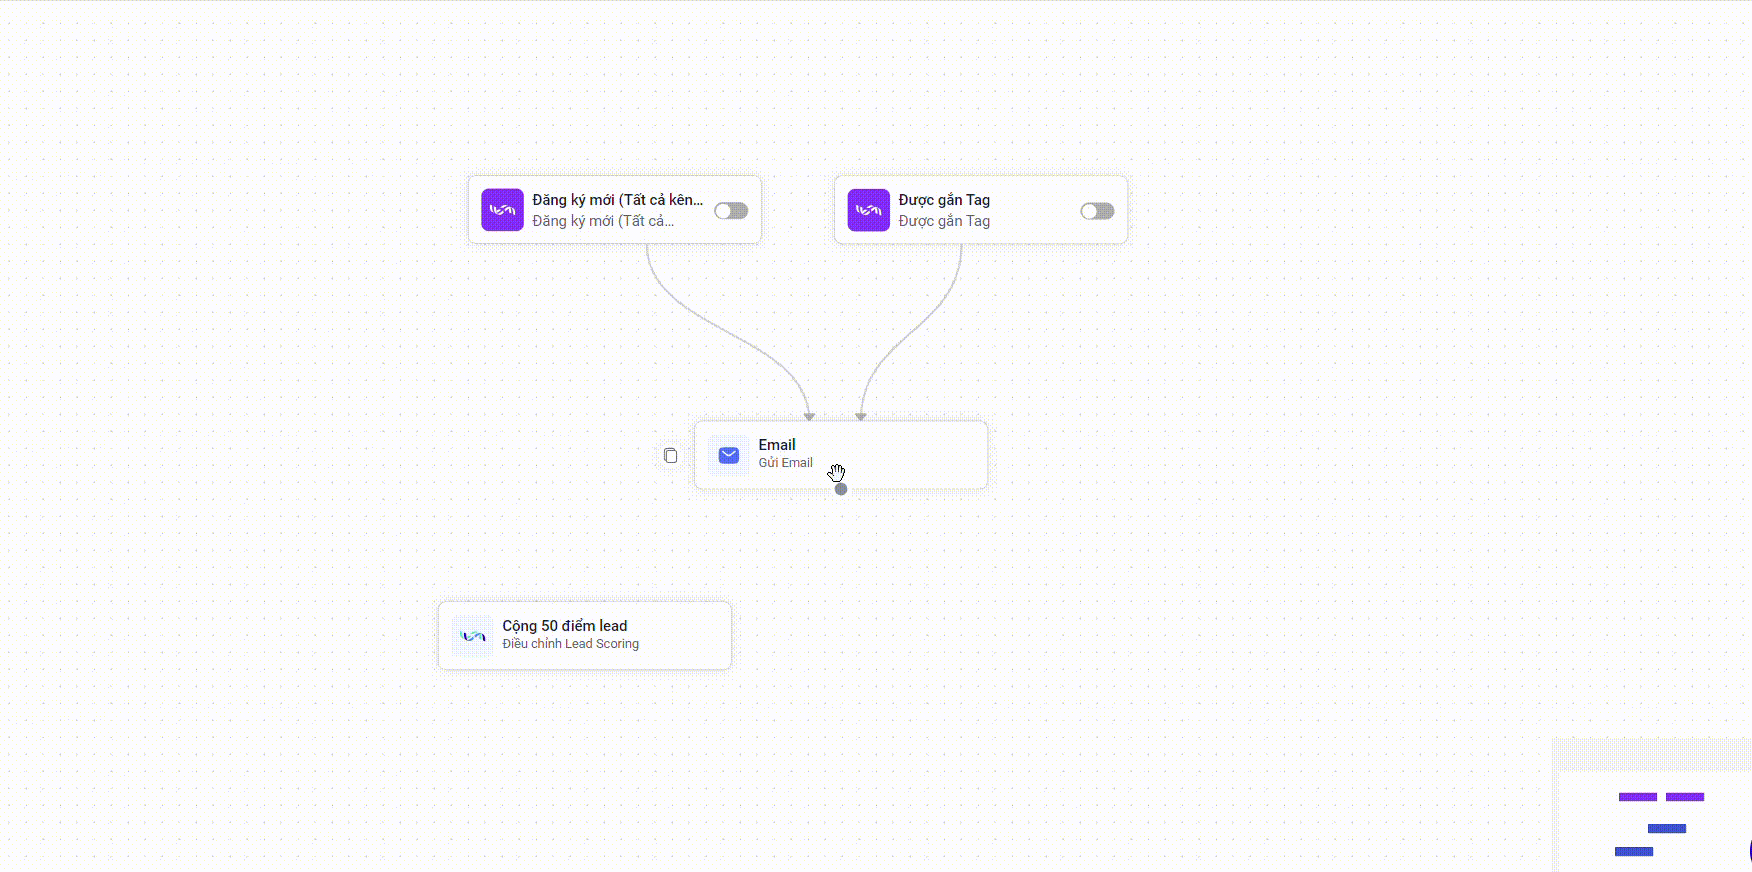 Đăng ký mới (Tất cả kên...
Đăng ký mới (Tất cả...
Được gắn Tag
Được gắn Tag
Email
Gửi Email
Cộng 50 điểm lead
Điều chỉnh Lead Scoring